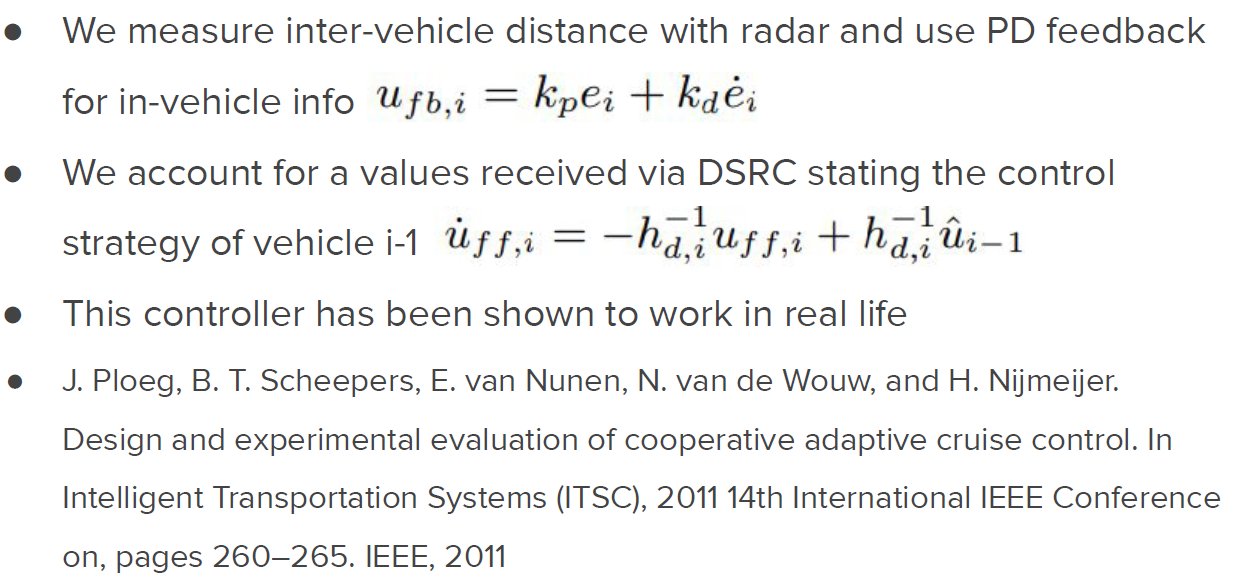 ● We measure inter-vehicle distance with radar and use PD feedback
for in-vehicle info $u_{fb,i} = k_p e_i + k_d \dot{e}_i$
● We account for a values received via DSRC stating the control
strategy of vehicle i-1 $\dot{u}_{ff,i} = -h_{d,i}^{-1} u_{ff,i} + h_{d,i}^{-1} \hat{u}_{i-1}$
● This controller has been shown to work in real life
● J. Ploeg, B. T. Scheepers, E. van Nunen, N. van de Wouw, and H. Nijmeijer.
Design and experimental evaluation of cooperative adaptive cruise control. In
Intelligent Transportation Systems (ITSC), 2011 14th International IEEE Conference
on, pages 260–265. IEEE, 2011